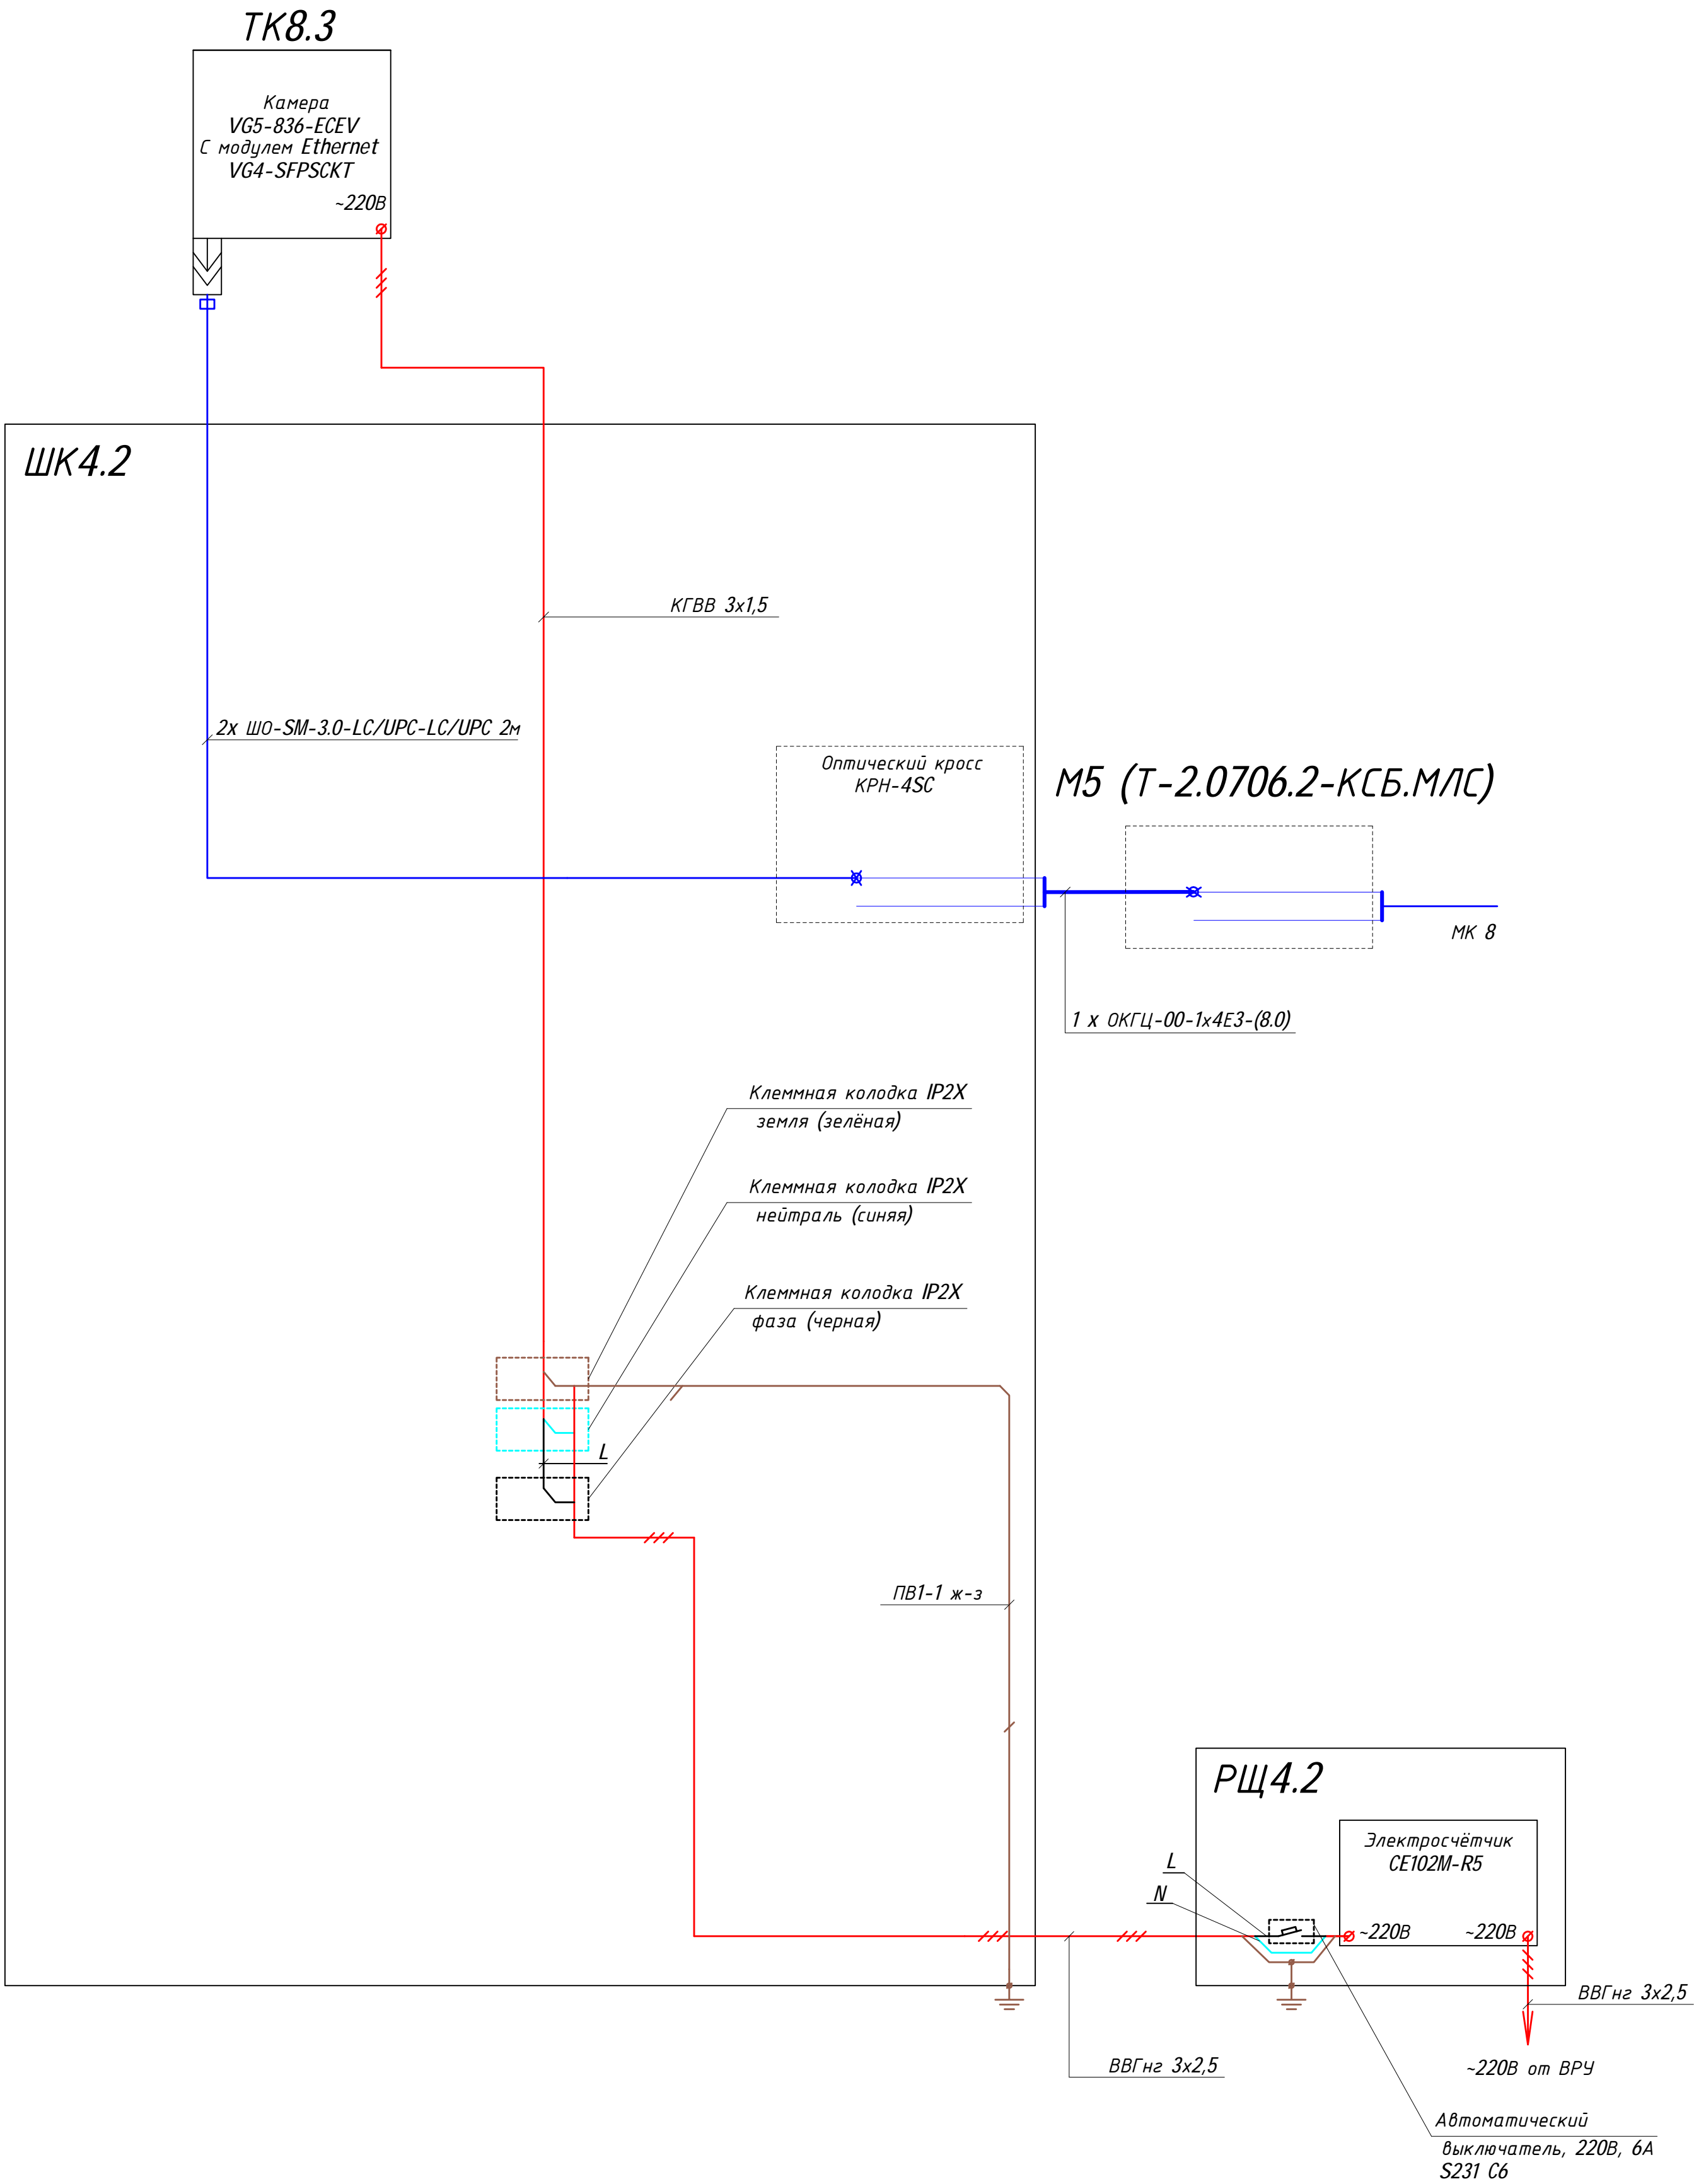 ТК8.3
Камера
VG5-836-ECEV
С модулем Ethernet
VG4-SFPSCKT
~220В
ШК4.2
КГВВ 3х1,5
2х ШО-SM-3.0-LC/UPC-LC/UPC 2м
Оптический кросс
КРН-4SC
М5 (Т-2.0706.2-КСБ.МЛС)
МК 8
1 х ОКГЦ-00-1х4Е3-(8.0)
Клеммная колодка IP2X
земля (зелёная)
Клеммная колодка IP2X
нейтраль (синяя)
Клеммная колодка IP2X
фаза (черная)
L
ПВ1-1 ж-з
РЩ4.2
Электросчётчик
СЕ102М-R5
L
N
~220В
~220В
ВВГнг 3х2,5
ВВГнг 3х2,5
~220В от ВРУ
Автоматический
выключатель, 220В, 6А
S231 С6